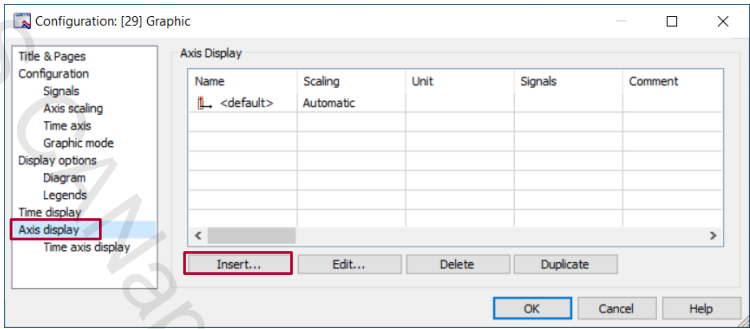 Configuration: [29] Graphic
Title & Pages
Configuration
Signals
Axis scaling
Time axis
Graphic mode
Display options
Diagram
Legends
Time display
Axis display
Time axis display
Axis Display
Name Scaling Unit Signals Comment
<default> Automatic
Insert... Edit... Delete Duplicate
OK Cancel Help